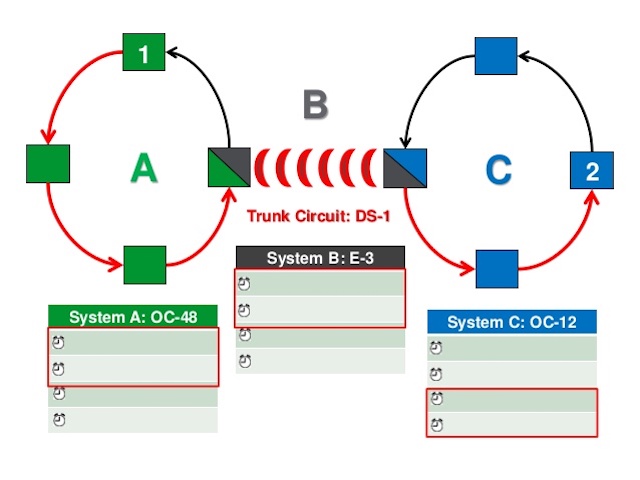 1
B
A
C
2
Trunk Circuit: DS-1
System B: E-3
System A: OC-48
System C: OC-12